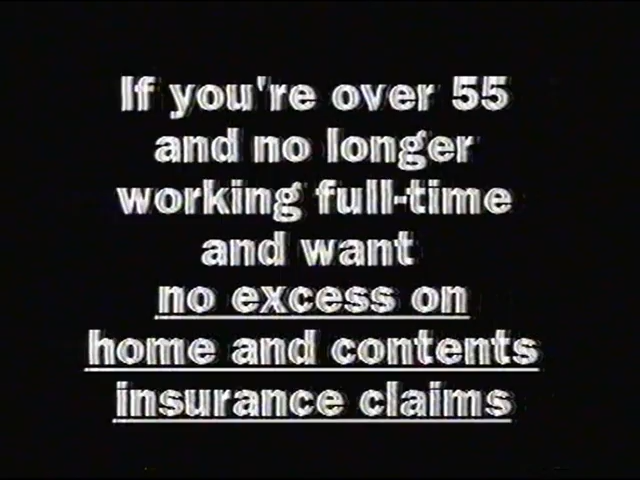 If you're over 55
and no longer
working full-time
and want
no excess on
home and contents
insurance claims